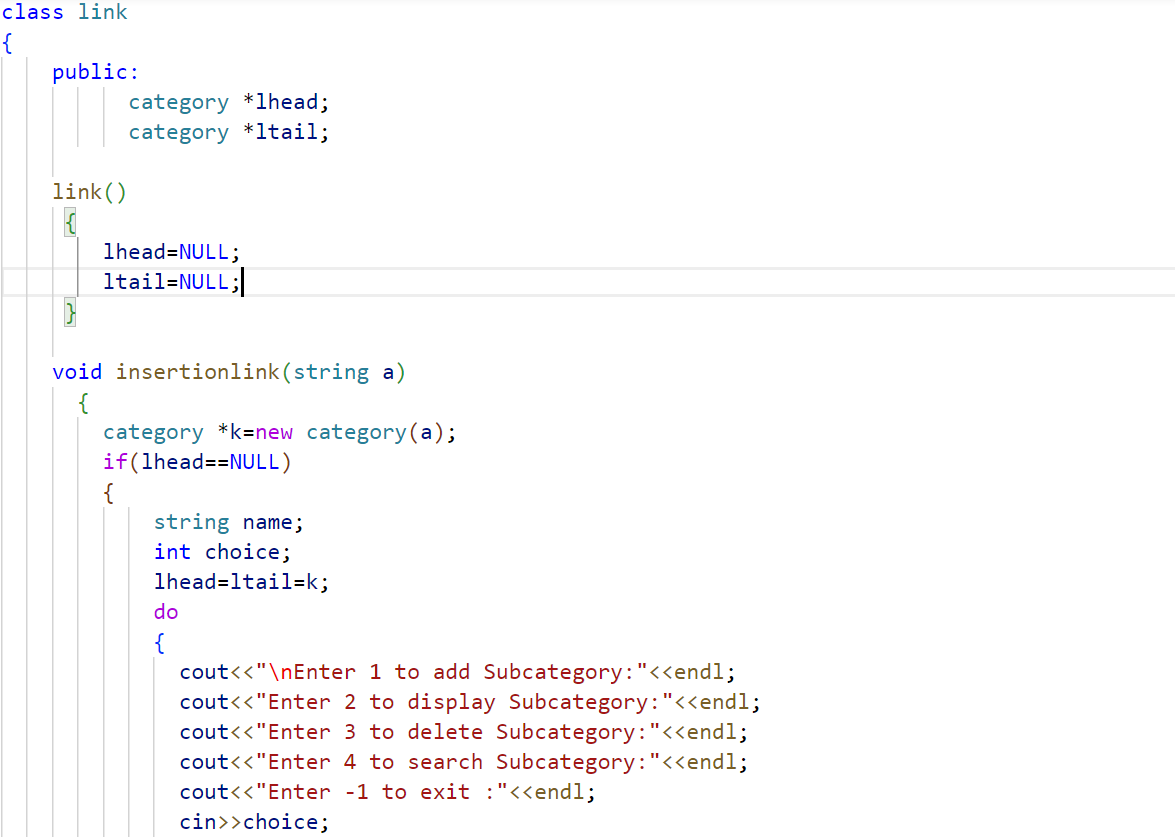 class link
{
public:
category *lhead;
category *ltail;
link()
{
lhead=NULL;
ltail=NULL;
}
void insertionlink(string a)
{
category *k=new category(a);
if(lhead==NULL)
{
string name;
int choice;
lhead=ltail=k;
do
{
cout<<"\nEnter 1 to add Subcategory:"<<endl;
cout<<"Enter 2 to display Subcategory:"<<endl;
cout<<"Enter 3 to delete Subcategory:"<<endl;
cout<<"Enter 4 to search Subcategory:"<<endl;
cout<<"Enter -1 to exit :"<<endl;
cin>>choice;